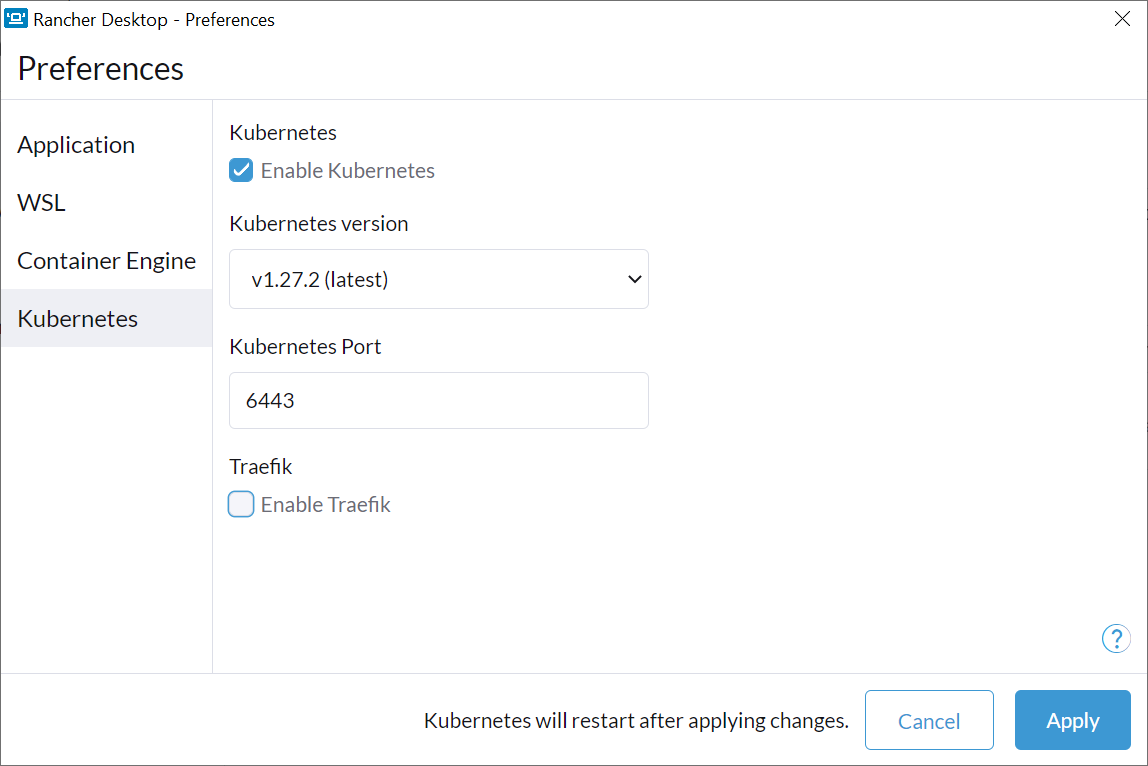 Rancher Desktop - Preferences
Preferences
Application
WSL
Container Engine
Kubernetes
Kubernetes
Enable Kubernetes
Kubernetes version
v1.27.2 (latest)
Kubernetes Port
6443
Traefik
Enable Traefik
?
Kubernetes will restart after applying changes.
Cancel
Apply